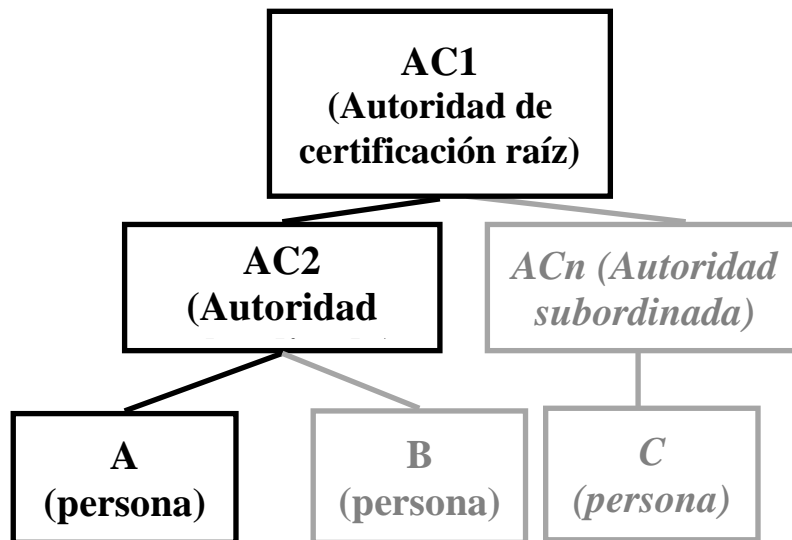 AC1
(Autoridad de
certificación raíz)
AC2
(Autoridad
ACn (Autoridad
subordinada)
A
(persona)
B
(persona)
C
(persona)